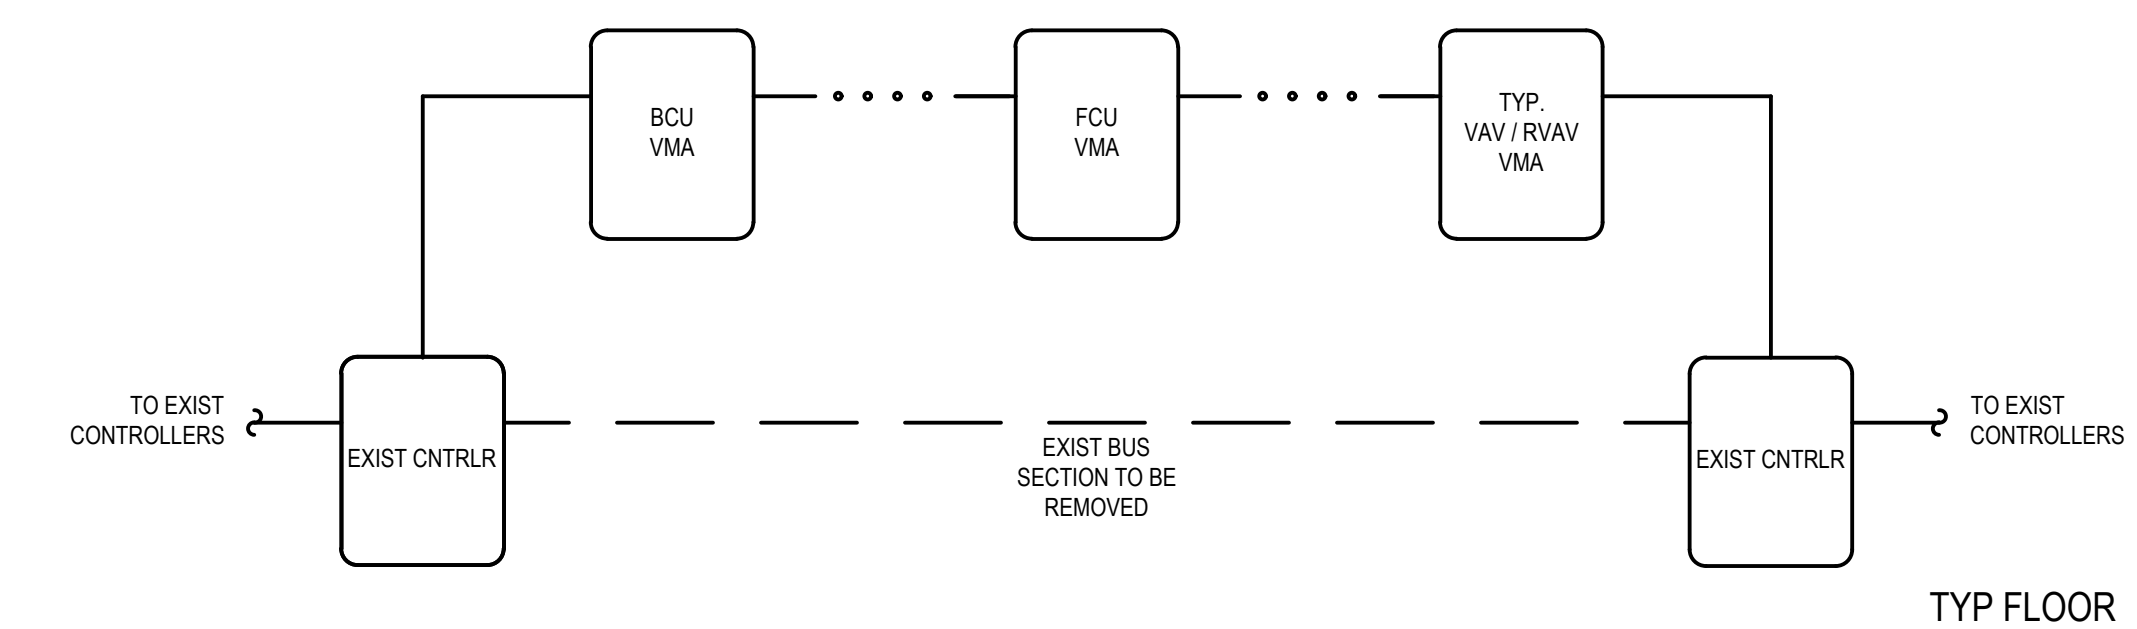 BCU
VMA
FCU
VMA
TYP.
VAV / RVAV
VMA
TO EXIST
CONTROLLERS
EXIST CNTRLR
EXIST BUS
SECTION TO BE
REMOVED
EXIST CNTRLR
TO EXIST
CONTROLLERS
TYP FLOOR